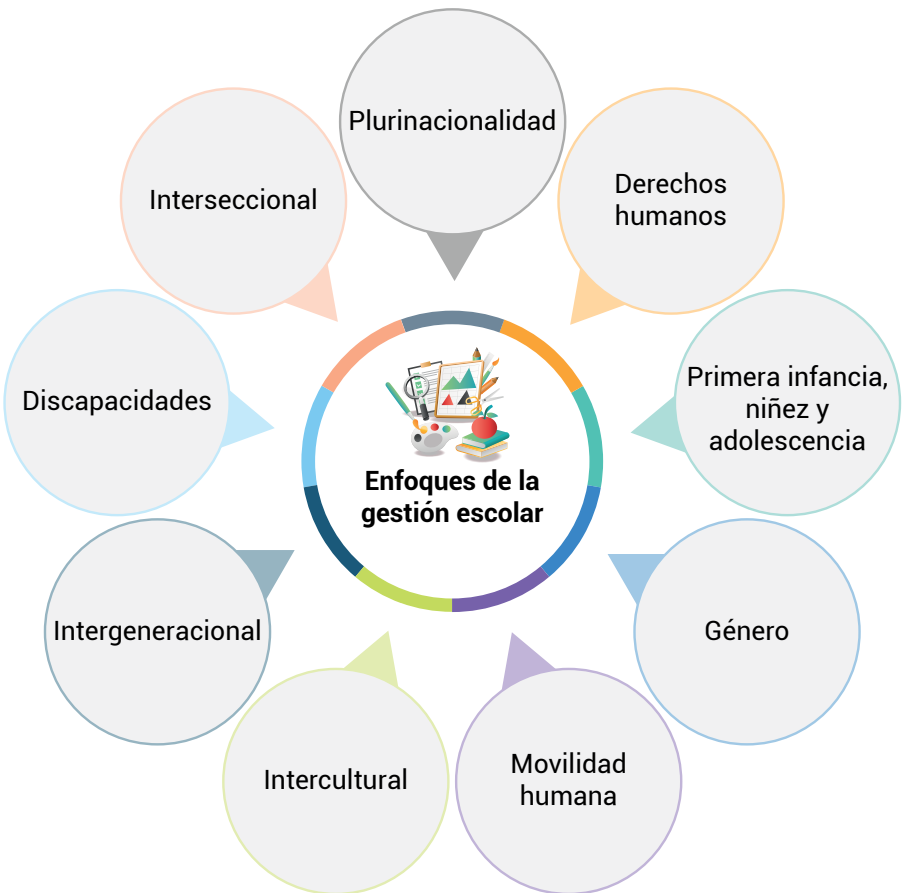 Plurinacionalidad
Derechos
humanos
Primera infancia,
niñez y
adolescencia
Género
Movilidad
humana
Intercultural
Intergeneracional
Discapacidades
Interseccional
Enfoques de la
gestión escolar